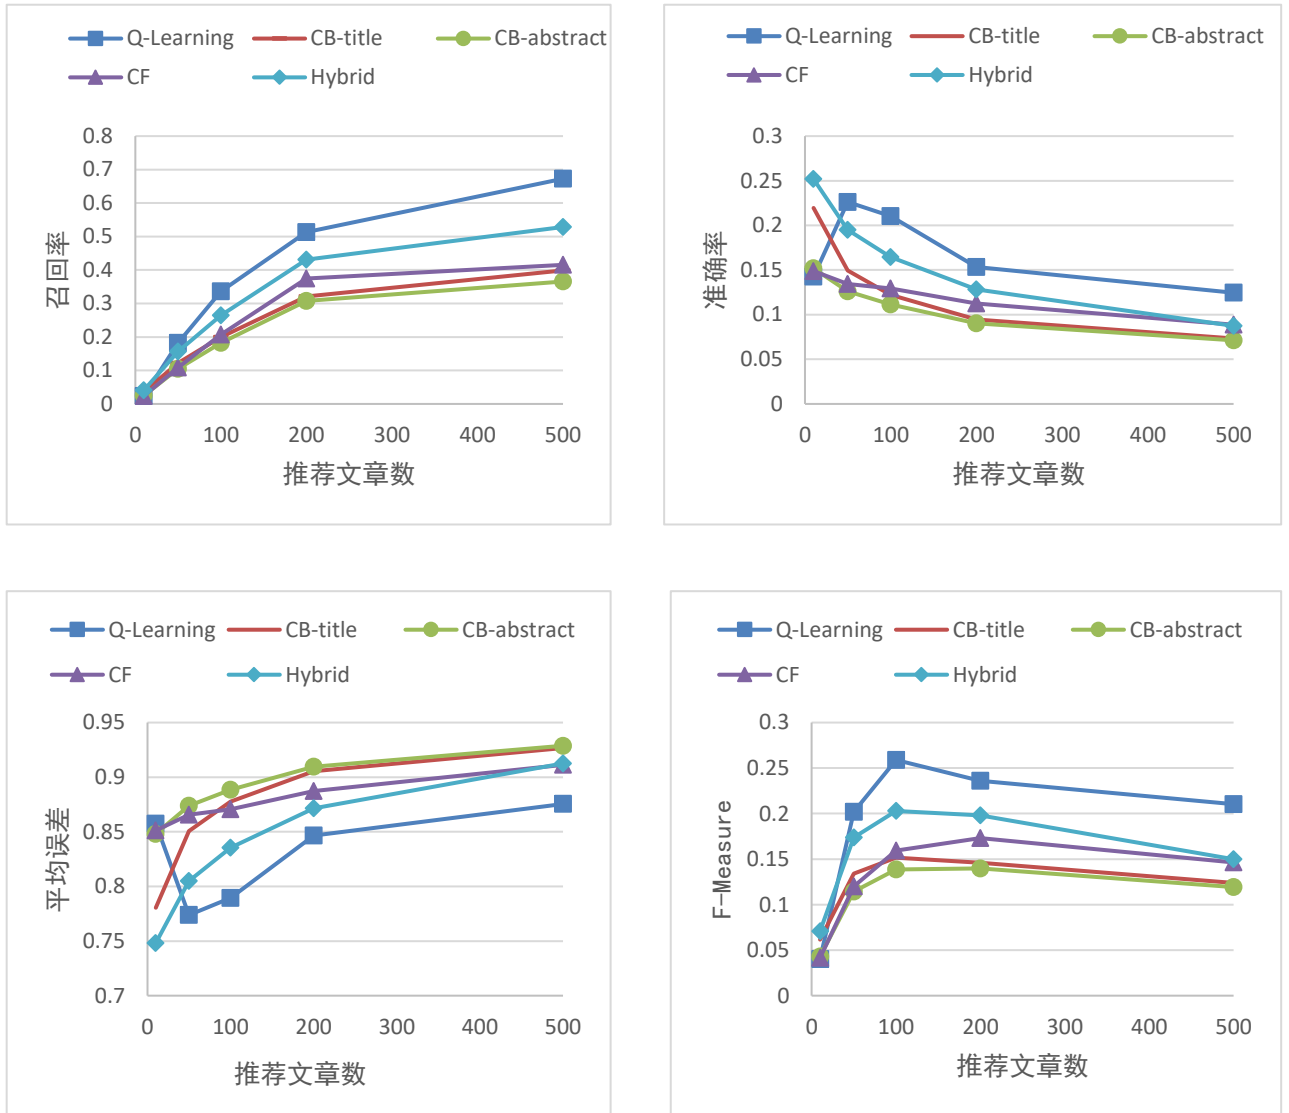 Q-Learning CB-title CB-abstract
CF Hybrid
0.8
0.7
0.6
0.5
0.4
0.3
0.2
0.1
0
召回率
0 100 200 300 400 500
推荐文章数
Q-Learning CB-title CB-abstract
CF Hybrid
0.3
0.25
0.2
0.15
0.1
0.05
0
准确率
0 100 200 300 400 500
推荐文章数
Q-Learning CB-title CB-abstract
CF Hybrid
0.95
0.9
0.85
0.8
0.75
0.7
平均误差
0 100 200 300 400 500
推荐文章数
Q-Learning CB-title CB-abstract
CF Hybrid
0.3
0.25
0.2
0.15
0.1
0.05
0
F-Measure
0 100 200 300 400 500
推荐文章数